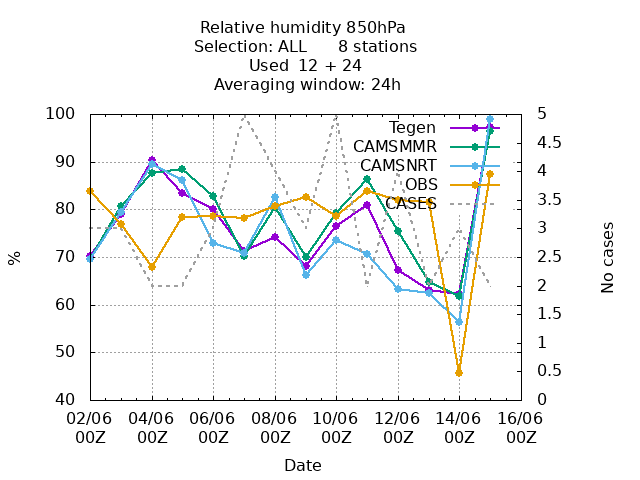 Relative humidity 850hPa
Selection: ALL 8 stations
Used 12 + 24
Averaging window: 24h
100
90
80
70
60
50
40
%
5
4.5
4
3.5
3
2.5
2
1.5
1
0.5
0
No cases
Tegen
CAMSMMR
CAMSNRT
OBS
CASES
02/06 04/06 06/06 08/06 10/06 12/06 14/06 16/06
00Z 00Z 00Z 00Z 00Z 00Z 00Z 00Z
Date